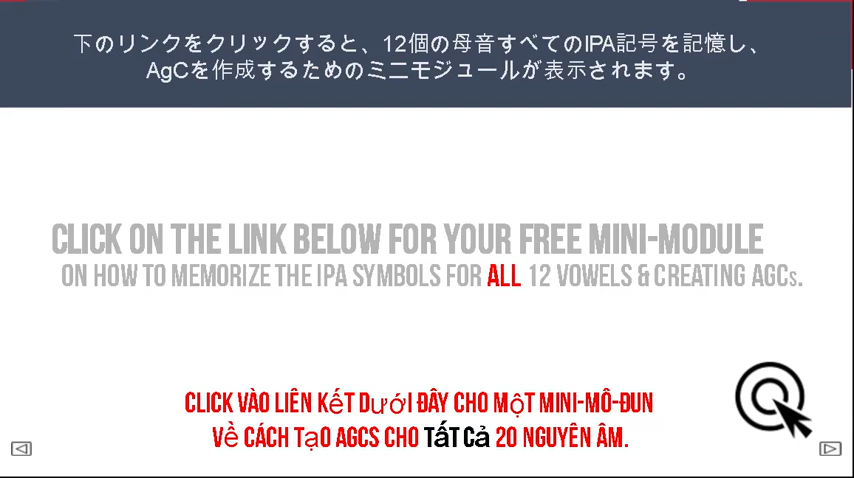 下のリンクをクリックすると、12個の母音すべてのIPA記号を記憶し、
AgCを作成するためのミニモジュールが表示されます。
CLICK ON THE LINK BELOW FOR YOUR FREE MINI-MODULE
ON HOW TO MEMORIZE THE IPA SYMBOLS FOR ALL 12 VOWELS & CREATING AGCs.
CLICK VÀO LIÊN KẾT DƯỚI ĐÂY CHO MỘT MINI-MÔ-ĐUN
VỀ CÁCH TẠO AGCS CHO TẤT CẢ 20 NGUYÊN ÂM.